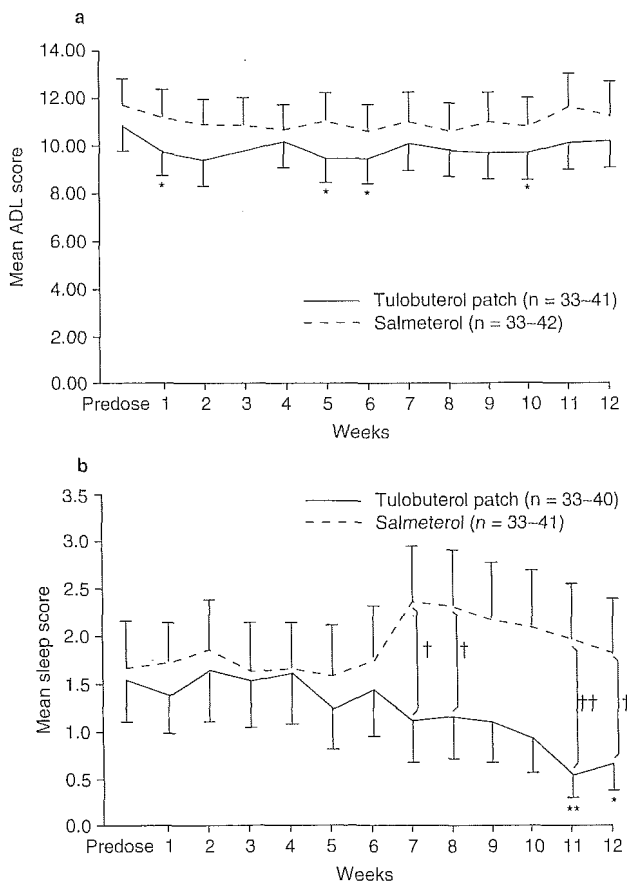 a
14.00
12.00
10.00
8.00
6.00
4.00
2.00
0.00
Mean ADL score
* * * *
Tulobuterol patch (n = 33–41)
Salmeterol (n = 33–42)
Predose 1 2 3 4 5 6 7 8 9 10 11 12
Weeks
b
3.5
3.0
2.5
2.0
1.5
1.0
0.5
0.0
Mean sleep score
Tulobuterol patch (n = 33–40)
Salmeterol (n = 33–41)
† † †† †
** *
Predose 1 2 3 4 5 6 7 8 9 10 11 12
Weeks